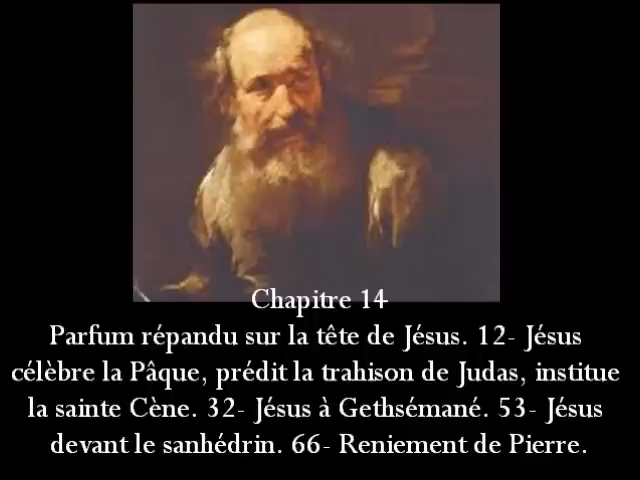 Chapitre 14
Parfum répandu sur la tête de Jésus. 12- Jésus
célèbre la Pâque, prédit la trahison de Judas, institue
la sainte Cène. 32- Jésus à Gethsémané. 53- Jésus
devant le sanhédrin. 66- Reniement de Pierre.